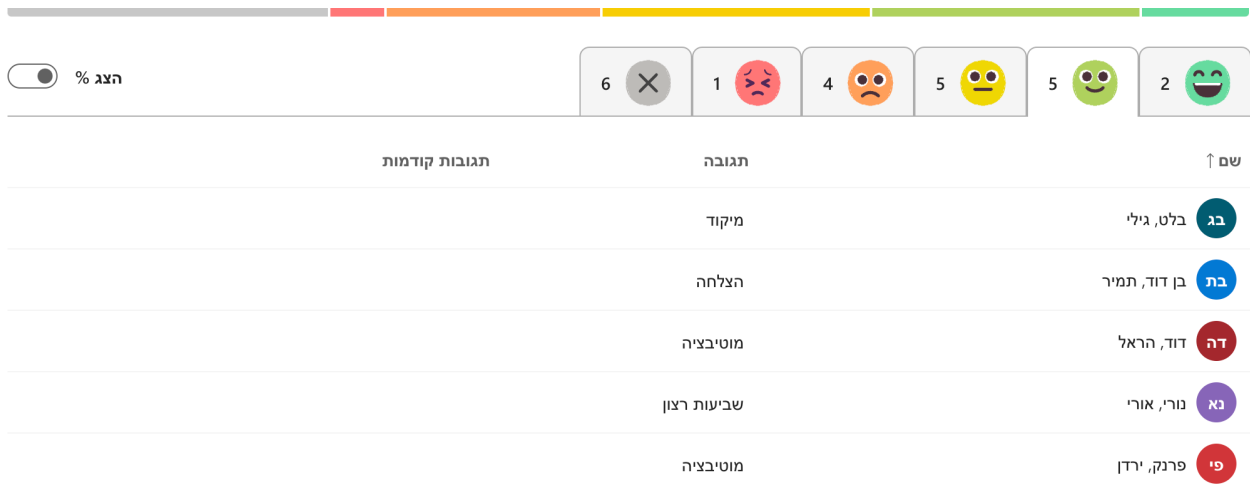 2
5
5
4
1
6
הצג %
שם ↑ תגובה תגובות קודמות
בג בלט, גילי מיקוד
בת בן דוד, תמיר הצלחה
דה דוד, הראל מוטיבציה
נא נורי, אורי שביעות רצון
פי פרנק, ירדן מוטיבציה